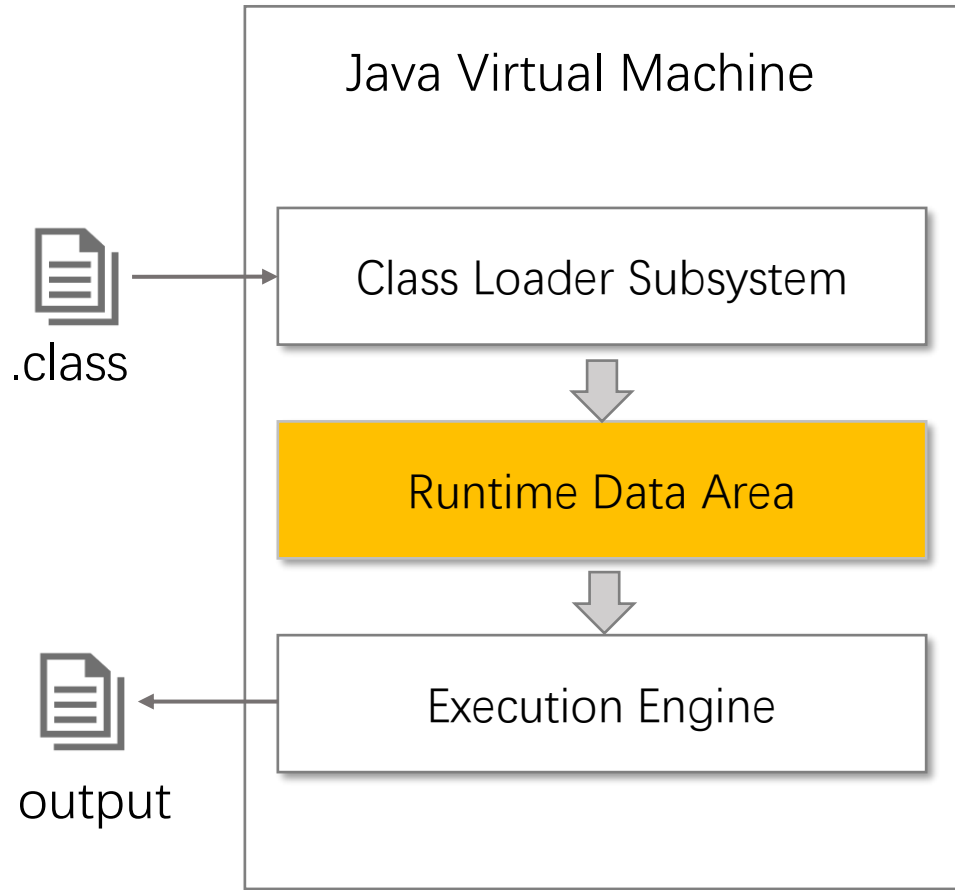 Java Virtual Machine
Class Loader Subsystem
.class
Runtime Data Area
Execution Engine
output